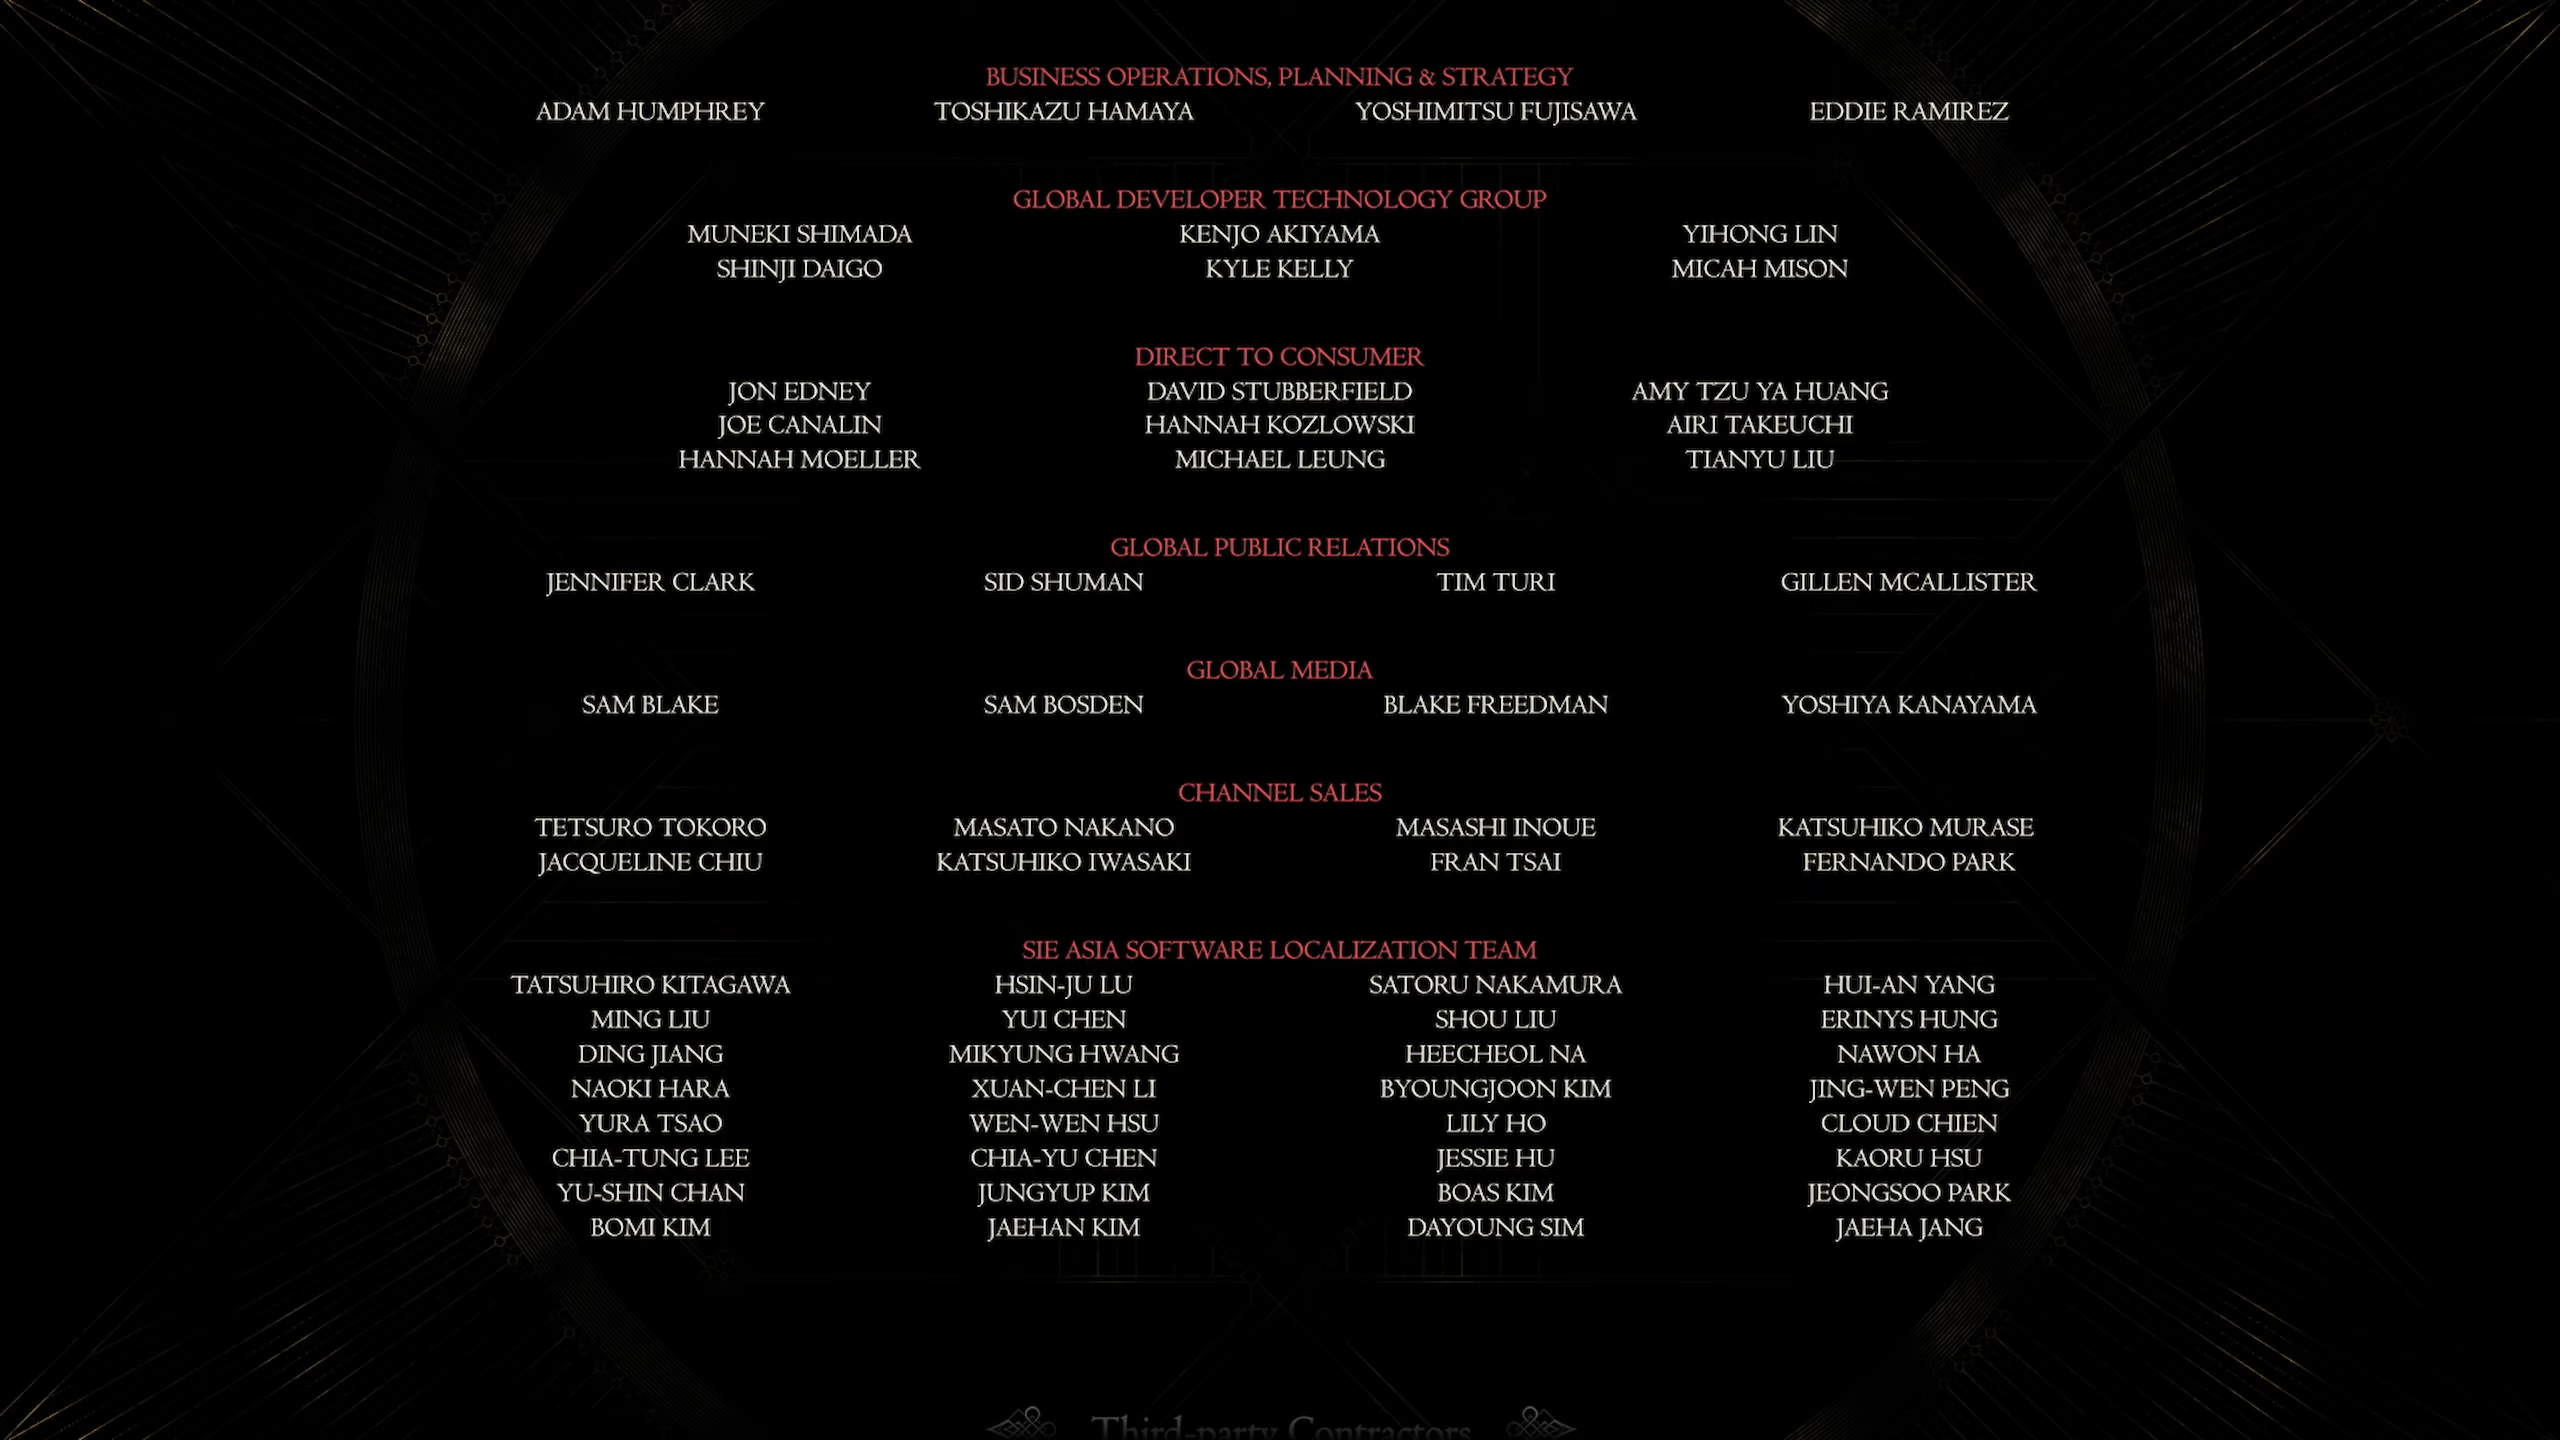 BUSINESS OPERATIONS, PLANNING & STRATEGY
ADAM HUMPHREY TOSHIKAZU HAMAYA YOSHIMITSU FUJISAWA EDDIE RAMIREZ
GLOBAL DEVELOPER TECHNOLOGY GROUP
MUNEKI SHIMADA KENJO AKIYAMA YIHONG LIN
SHINJI DAIGO KYLE KELLY MICAH MISON
DIRECT TO CONSUMER
JON EDNEY DAVID STUBBERFIELD AMY TZU YA HUANG
JOE CANALIN HANNAH KOZLOWSKI AIRI TAKEUCHI
HANNAH MOELLER MICHAEL LEUNG TIANYU LIU
GLOBAL PUBLIC RELATIONS
JENNIFER CLARK SID SHUMAN TIM TURI GILLEN MCALLISTER
GLOBAL MEDIA
SAM BLAKE SAM BOSDEN BLAKE FREEDMAN YOSHIYA KANAYAMA
CHANNEL SALES
TETSURO TOKORO MASATO NAKANO MASASHI INOUE KATSUHIKO MURASE
JACQUELINE CHIU KATSUHIKO IWASAKI FRAN TSAI FERNANDO PARK
SIE ASIA SOFTWARE LOCALIZATION TEAM
TATSUHIRO KITAGAWA HSIN-JU LU SATORU NAKAMURA HUI-AN YANG
MING LIU YUI CHEN SHOU LIU ERINYS HUNG
DING JIANG MIKYUNG HWANG HEECHEOL NA NAWON HA
NAOKI HARA XUAN-CHEN LI BYOUNGJOON KIM JING-WEN PENG
YURA TSAO WEN-WEN HSU LILY HO CLOUD CHIEN
CHIA-TUNG LEE CHIA-YU CHEN JESSIE HU KAORU HSU
YU-SHIN CHAN JUNGYUP KIM BOAS KIM JEONGSOO PARK
BOMI KIM JAEHAN KIM DAYOUNG SIM JAEHA JANG
Third-party Contractors